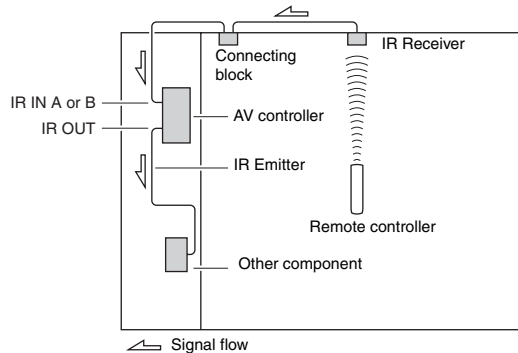 IR Receiver
Connecting
block
IR IN A or B
AV controller
IR OUT
IR Emitter
Remote controller
Other component
Signal flow